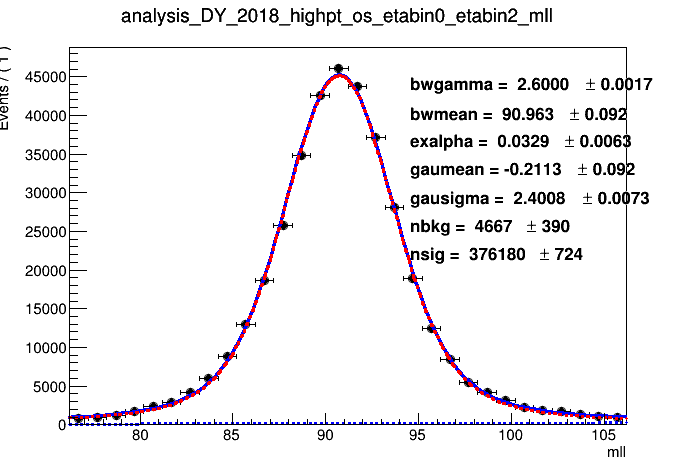 analysis_DY_2018_highpt_os_etabin0_etabin2_mll
Events / ( 1 )
45000
40000
35000
30000
25000
20000
15000
10000
5000
0
bwgamma = 2.6000 ± 0.0017
bwmean = 90.963 ± 0.092
exalpha = 0.0329 ± 0.0063
gaumean = -0.2113 ± 0.092
gausigma = 2.4008 ± 0.0073
nbkg = 4667 ± 390
nsig = 376180 ± 724
80 85 90 95 100 105
mll